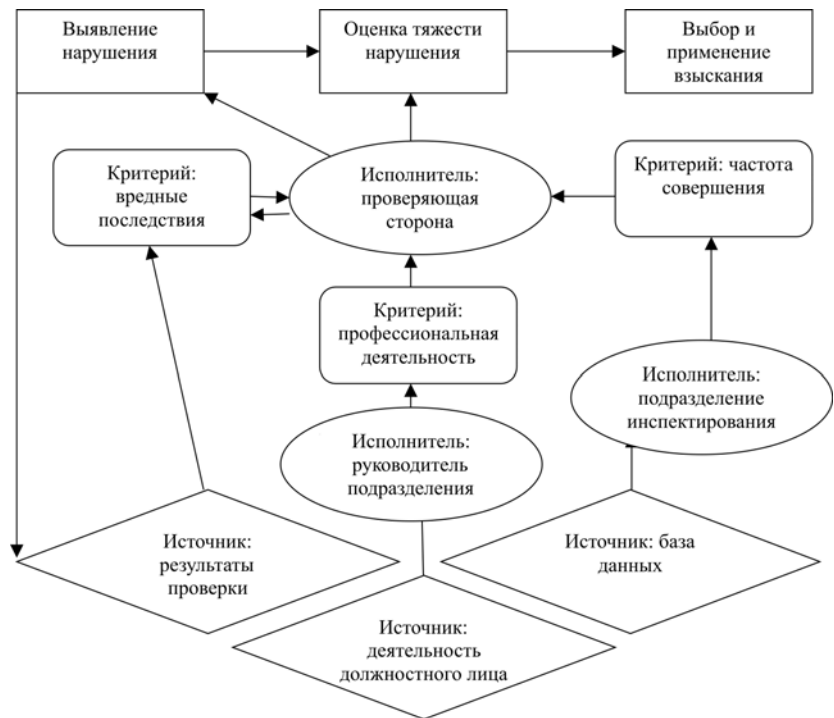 Выявление
нарушения
Оценка тяжести
нарушения
Выбор и
применение
взыскания
Критерий:
вредные
последствия
Исполнитель:
проверяющая
сторона
Критерий: частота
совершения
Критерий:
профессиональная
деятельность
Исполнитель:
подразделение
инспектирования
Исполнитель:
руководитель
подразделения
Источник:
результаты
проверки
Источник: база
данных
Источник:
деятельность
должностного лица